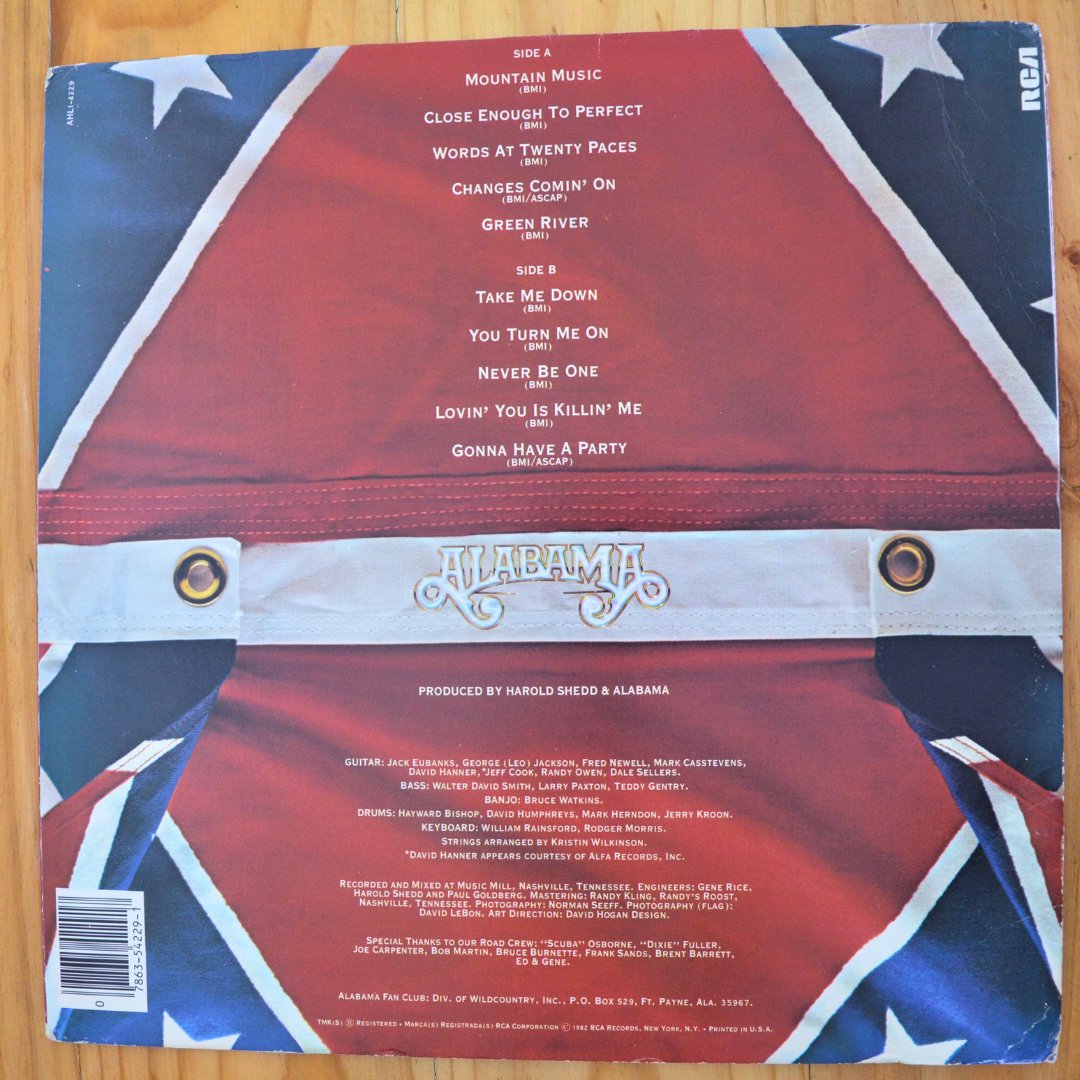 AHL1-4229
RCA
SIDE A
MOUNTAIN MUSIC
(BMI)
CLOSE ENOUGH TO PERFECT
(BMI)
WORDS AT TWENTY PACES
(BMI)
CHANGES COMIN' ON
(BMI/ASCAP)
GREEN RIVER
(BMI)
SIDE B
TAKE ME DOWN
(BMI)
YOU TURN ME ON
(BMI)
NEVER BE ONE
(BMI)
LOVIN' YOU IS KILLIN' ME
(BMI)
GONNA HAVE A PARTY
(BMI/ASCAP)
ALABAMA
PRODUCED BY HAROLD SHEDD & ALABAMA
GUITAR: JACK EUBANKS, GEORGE (LEO) JACKSON, FRED NEWELL, MARK CASSTEVENS,
DAVID HANNER,*JEFF COOK, RANDY OWEN, DALE SELLERS.
BASS: WALTER DAVID SMITH, LARRY PAXTON, TEDDY GENTRY.
BANJO: BRUCE WATKINS.
DRUMS: HAYWARD BISHOP, DAVID HUMPHREYS, MARK HERNDON, JERRY KROON.
KEYBOARD: WILLIAM RAINSFORD, RODGER MORRIS.
STRINGS ARRANGED BY KRISTIN WILKINSON.
*DAVID HANNER APPEARS COURTESY OF ALFA RECORDS, INC.
RECORDED AND MIXED AT MUSIC MILL, NASHVILLE, TENNESSEE. ENGINEERS: GENE RICE,
HAROLD SHEDD AND PAUL GOLDBERG. MASTERING: RANDY KLING, RANDY'S ROOST,
NASHVILLE, TENNESSEE. PHOTOGRAPHY: NORMAN SEEFF. PHOTOGRAPHY (FLAG):
DAVID LEBON. ART DIRECTION: DAVID HOGAN DESIGN.
SPECIAL THANKS TO OUR ROAD CREW: "SCUBA" OSBORNE, "DIXIE" FULLER,
JOE CARPENTER, BOB MARTIN, BRUCE BURNETTE, FRANK SANDS, BRENT BARRETT,
ED & GENE.
ALABAMA FAN CLUB: DIV. OF WILDCOUNTRY, INC., P.O. BOX 529, FT. PAYNE, ALA. 35967.
TMK(S) ® REGISTERED • MARCA(S) REGISTRADA(S) RCA CORPORATION © 1982 RCA RECORDS, NEW YORK, N.Y. • PRINTED IN U.S.A.
0 7863-54229-1